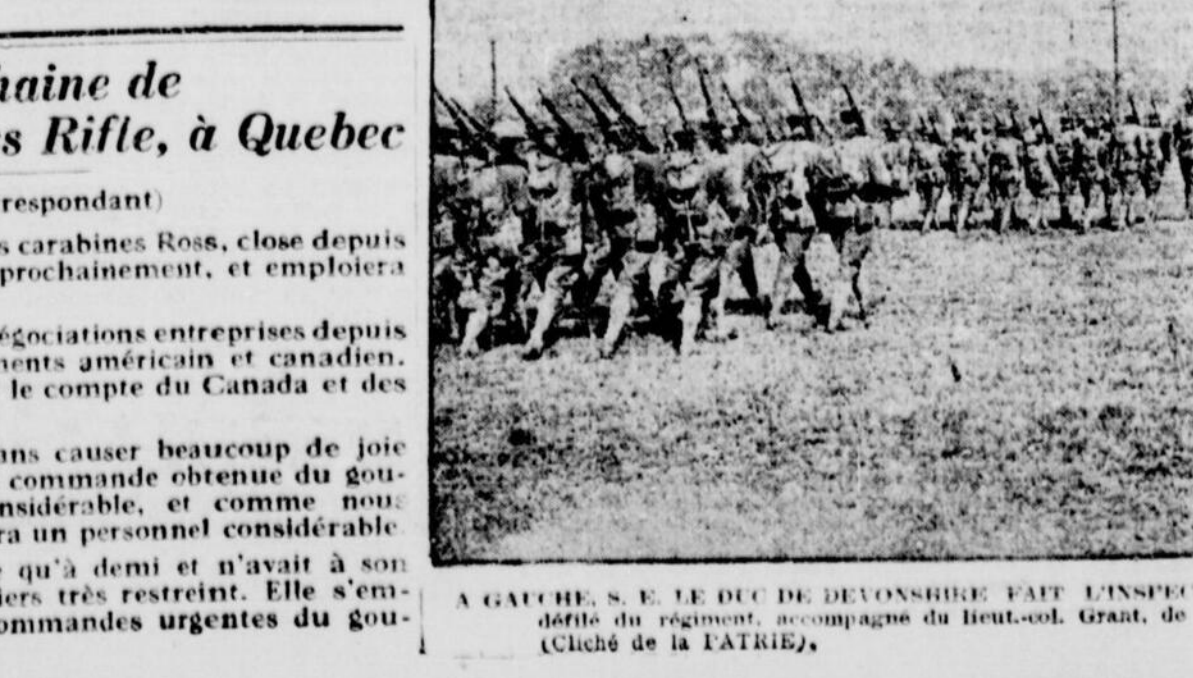 haine de
s Rifle, à Quebec
respondant)
s carabines Ross, close depuis
prochainement, et emploiera
égociations entreprises depuis
ments américain et canadien.
le compte du Canada et des
ans causer beaucoup de joie
commande obtenue du gou-
nsidérable, et comme nous
ra un personnel considérable
qu'à demi et n'avait à son
iers très restreint. Elle s'em-
ommandes urgentes du gou-
A GAUCHE, S. E. LE DUC DE DEVONSHIRE FAIT L'INSPEC
défilé du régiment, accompagné du lieut.-col. Grant, de
(Cliché de la PATRIE).